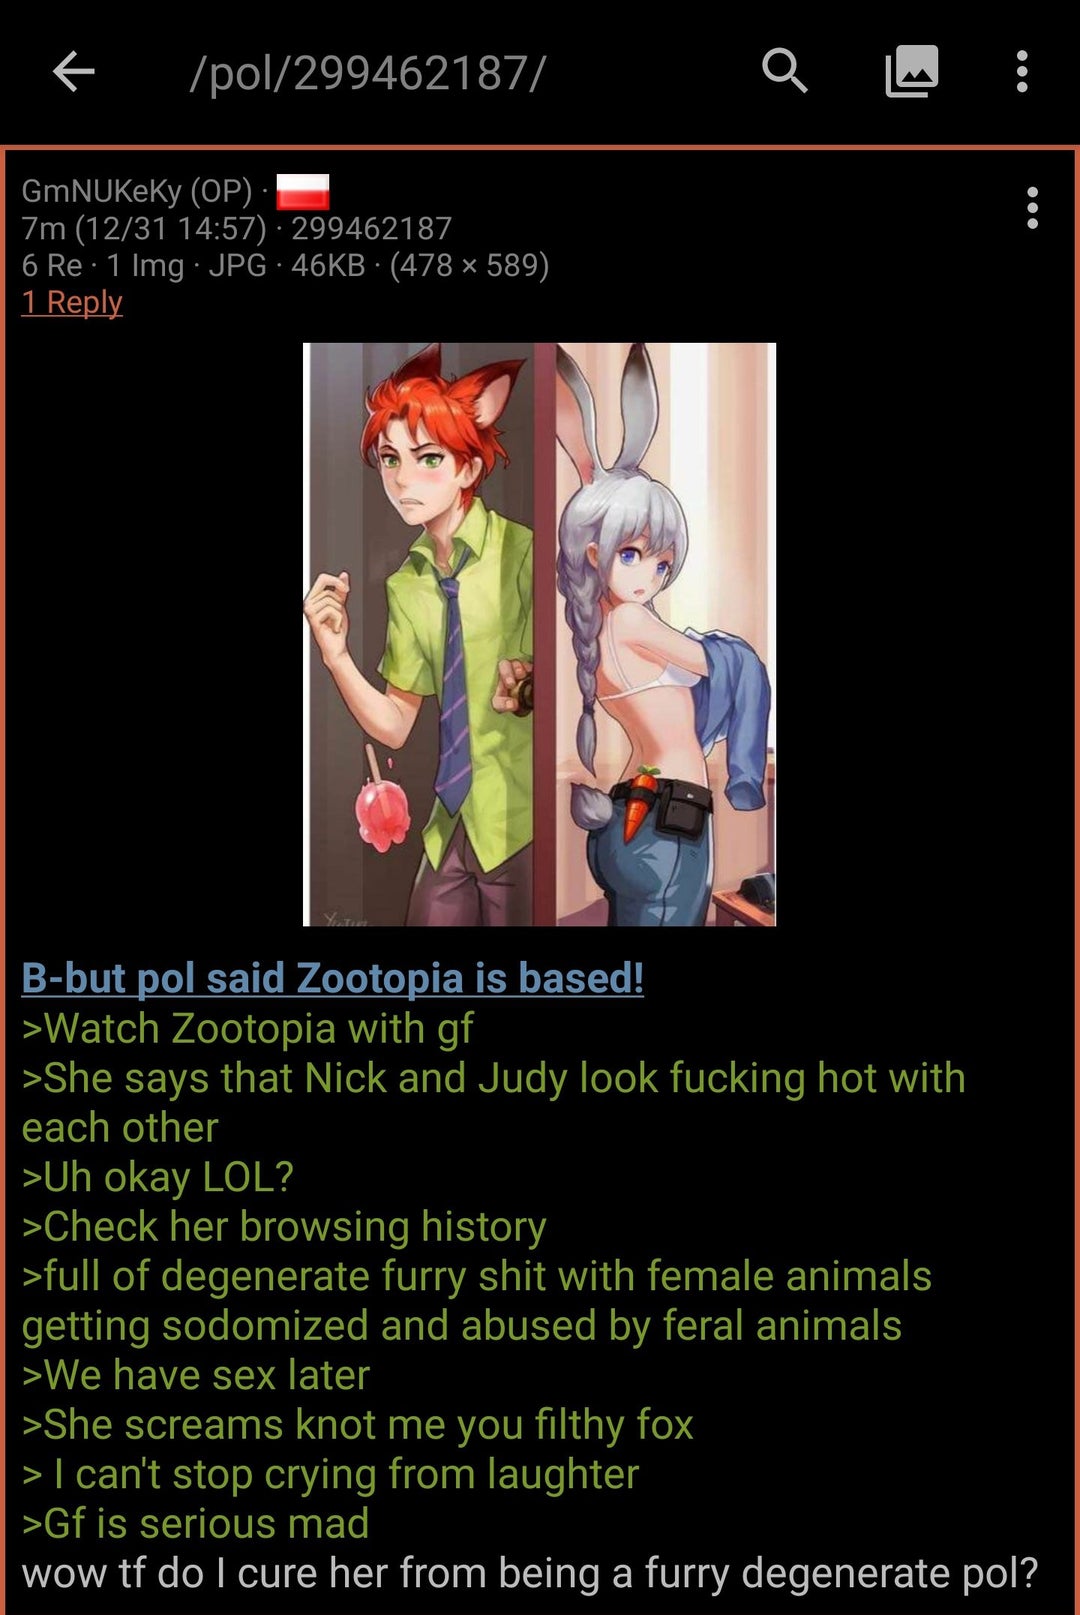 /pol/299462187/
GmNUKeKy (OP) ·
7m (12/31 14:57) · 299462187
6 Re · 1 Img · JPG · 46KB · (478 × 589)
1 Reply
B-but pol said Zootopia is based!
>Watch Zootopia with gf
>She says that Nick and Judy look fucking hot with
each other
>Uh okay LOL?
>Check her browsing history
>full of degenerate furry shit with female animals
getting sodomized and abused by feral animals
>We have sex later
>She screams knot me you filthy fox
> I can't stop crying from laughter
>Gf is serious mad
wow tf do I cure her from being a furry degenerate pol?